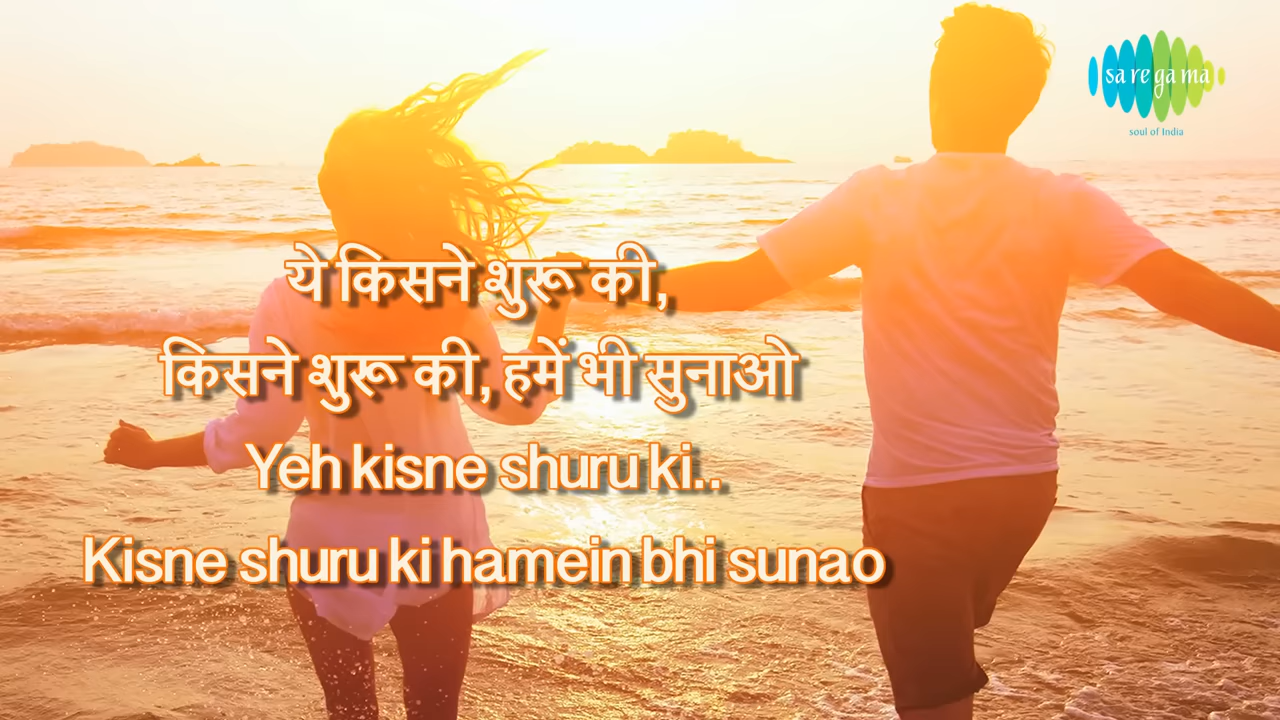 sa re ga ma
soul of India
ये किसने शुरू की,
किसने शुरू की, हमें भी सुनाओ
Yeh kisne shuru ki..
Kisne shuru ki hamein bhi sunao